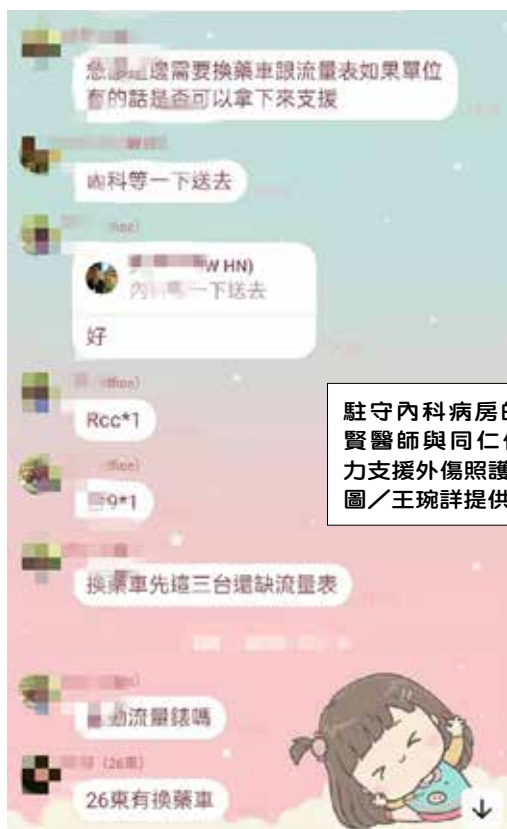 需要換藥車跟流量表如果單位
的話是否可以拿下來支援
內科等一下送去
W HN)
一下送去
好
Rcc*1
9*1
換藥車先這三台還缺流量表
流量錶嗎
(26東)
26東有換藥車
駐守內科病房
賢醫師與同仁
力支援外傷照護
圖／王琬詳提供